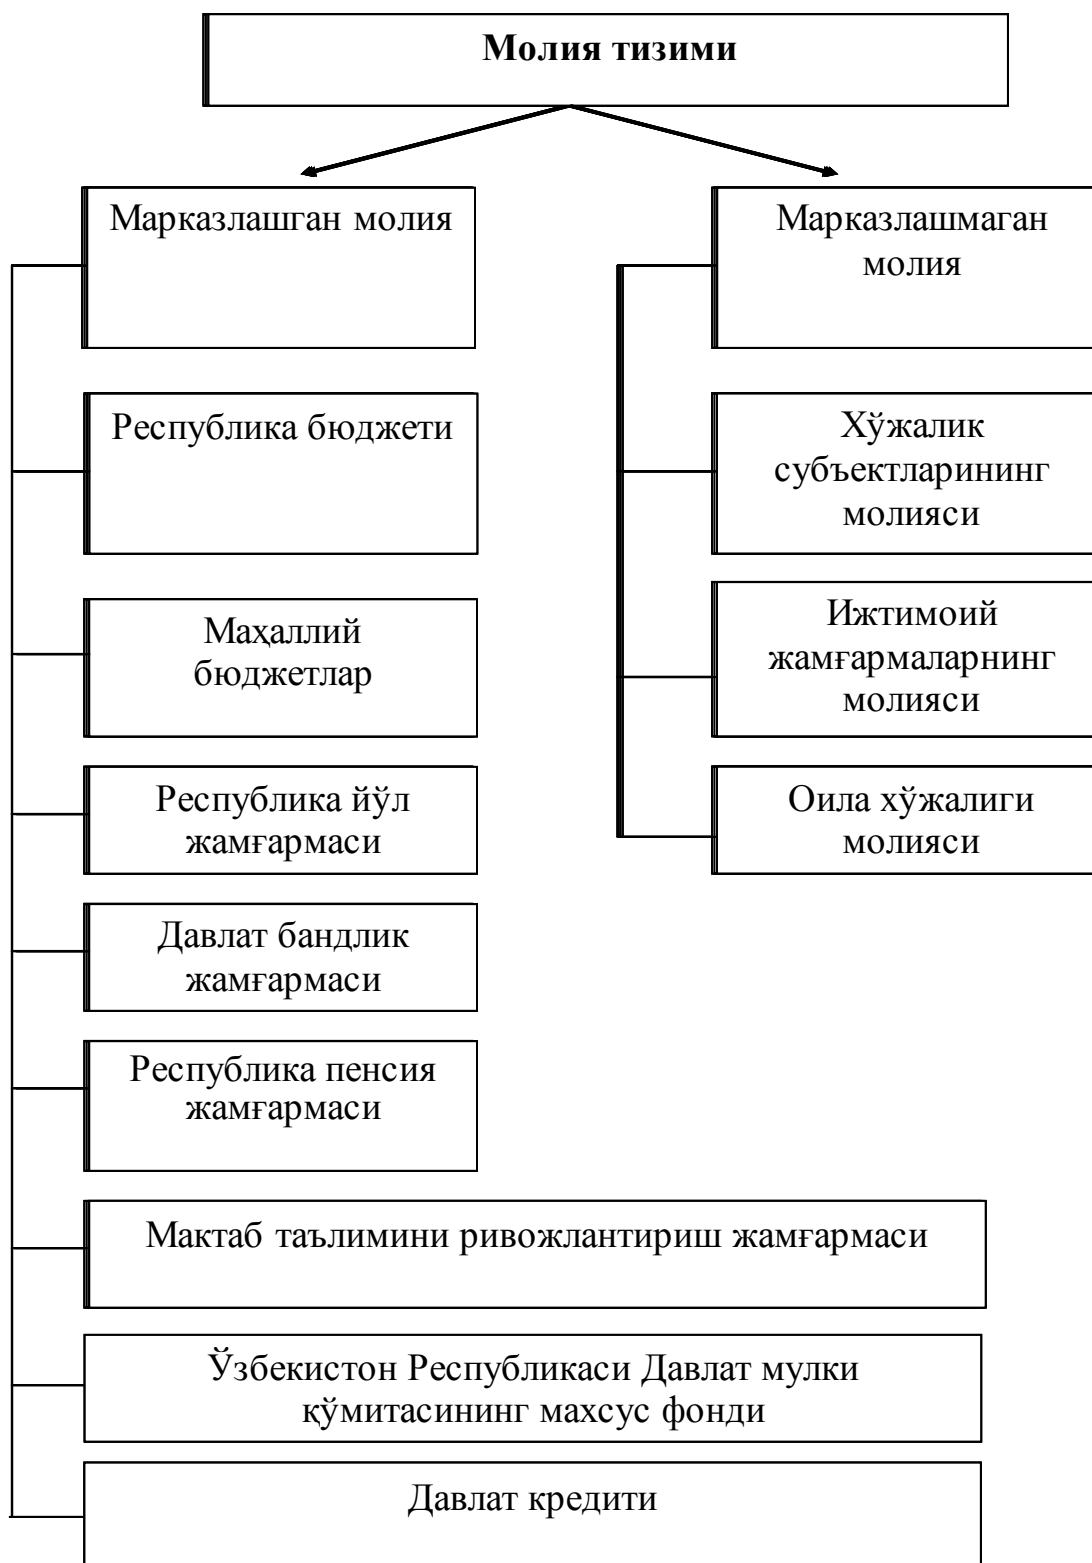 Молия тизими
Марказлашган молия
Марказлашмаган
молия
Республика бюджети
Хўжалик
субъектларининг
молияси
Маҳаллий
бюджетлар
Ижтимоий
жамғармаларнинг
молияси
Республика йўл
жамғармаси
Оила хўжалиги
молияси
Давлат бандлик
жамғармаси
Республика пенсия
жамғармаси
Мактаб таълимини ривожлантириш жамғармаси
Ўзбекистон Республикаси Давлат мулки
қўмитасининг махсус фонди
Давлат кредити